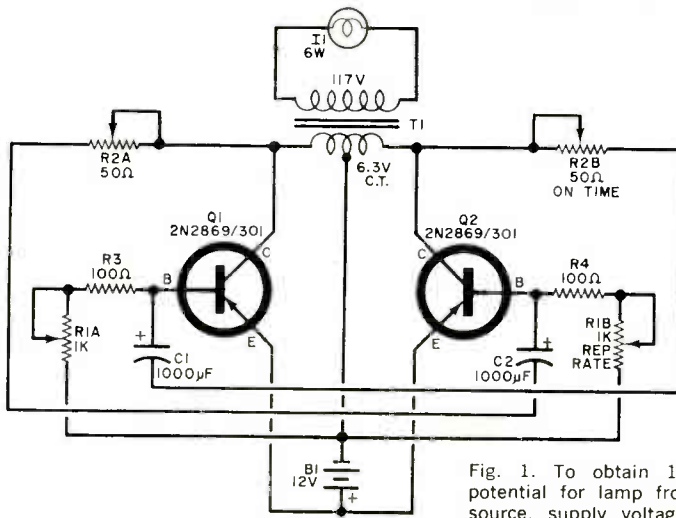 I1
6W
117V
T1
6.3V
C.T.
R2A
50Ω
R2B
50Ω
ON TIME
Q1
2N2869/301
Q2
2N2869/301
C
C
R3
100Ω
B
B
R4
100Ω
E
E
R1A
1K
R1B
1K
REP
RATE
+
C1
1000µF
+
C2
1000µF
B1
12V
+
Fig. 1. To obtain 1
potential for lamp fro
source, supply voltag